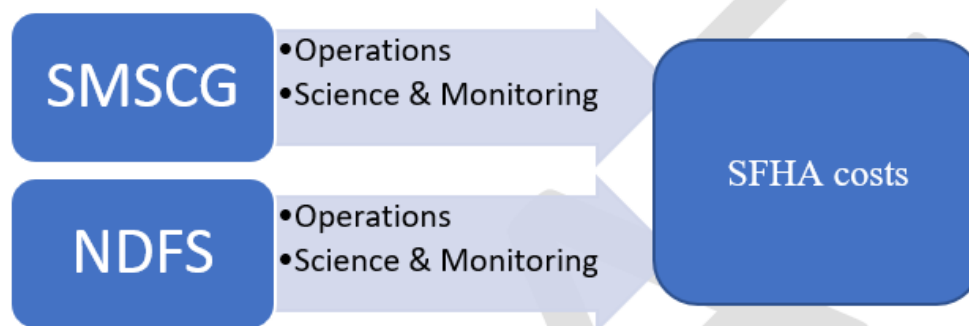 SMSCG
•Operations
•Science & Monitoring
NDFS
•Operations
•Science & Monitoring
SFHA costs